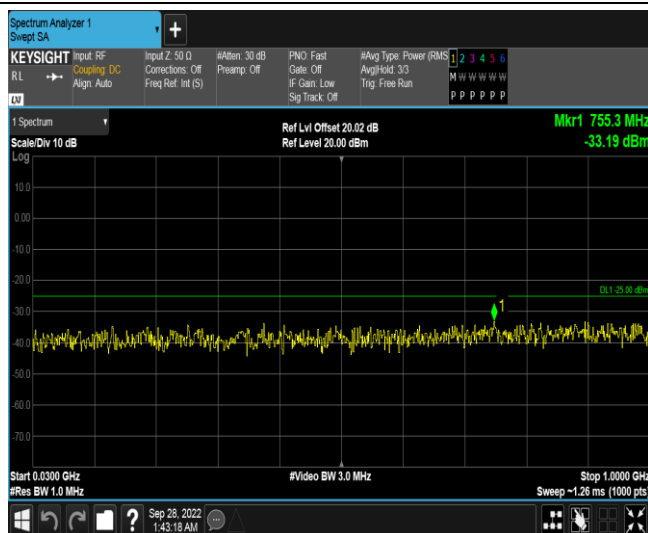 Spectrum Analyzer 1
Swept SA
+
KEYSIGHT
RL
LXI
Input: RF
Coupling: DC
Align: Auto
Input Z: 50 Ω
Corrections: Off
Freq Ref: Int (S)
#Atten: 30 dB
Preamp: Off
PNO: Fast
Gate: Off
IF Gain: Low
Sig Track: Off
#Avg Type: Power (RMS
Avg|Hold: 3/3
Trig: Free Run
1 2 3 4 5 6
M W W W W W
P P P P P P
1 Spectrum
Scale/Div 10 dB
Ref Lvl Offset 20.02 dB
Ref Level 20.00 dBm
Mkr1 755.3 MHz
-33.19 dBm
Log
10.0
0.00
-10.0
-20.0
DL1 -25.00 dBm
1
-30.0
-40.0
-50.0
-60.0
-70.0
Start 0.0300 GHz
#Res BW 1.0 MHz
#Video BW 3.0 MHz
Stop 1.0000 GHz
Sweep ~1.26 ms (1000 pts)
?
Sep 28, 2022
1:43:18 AM